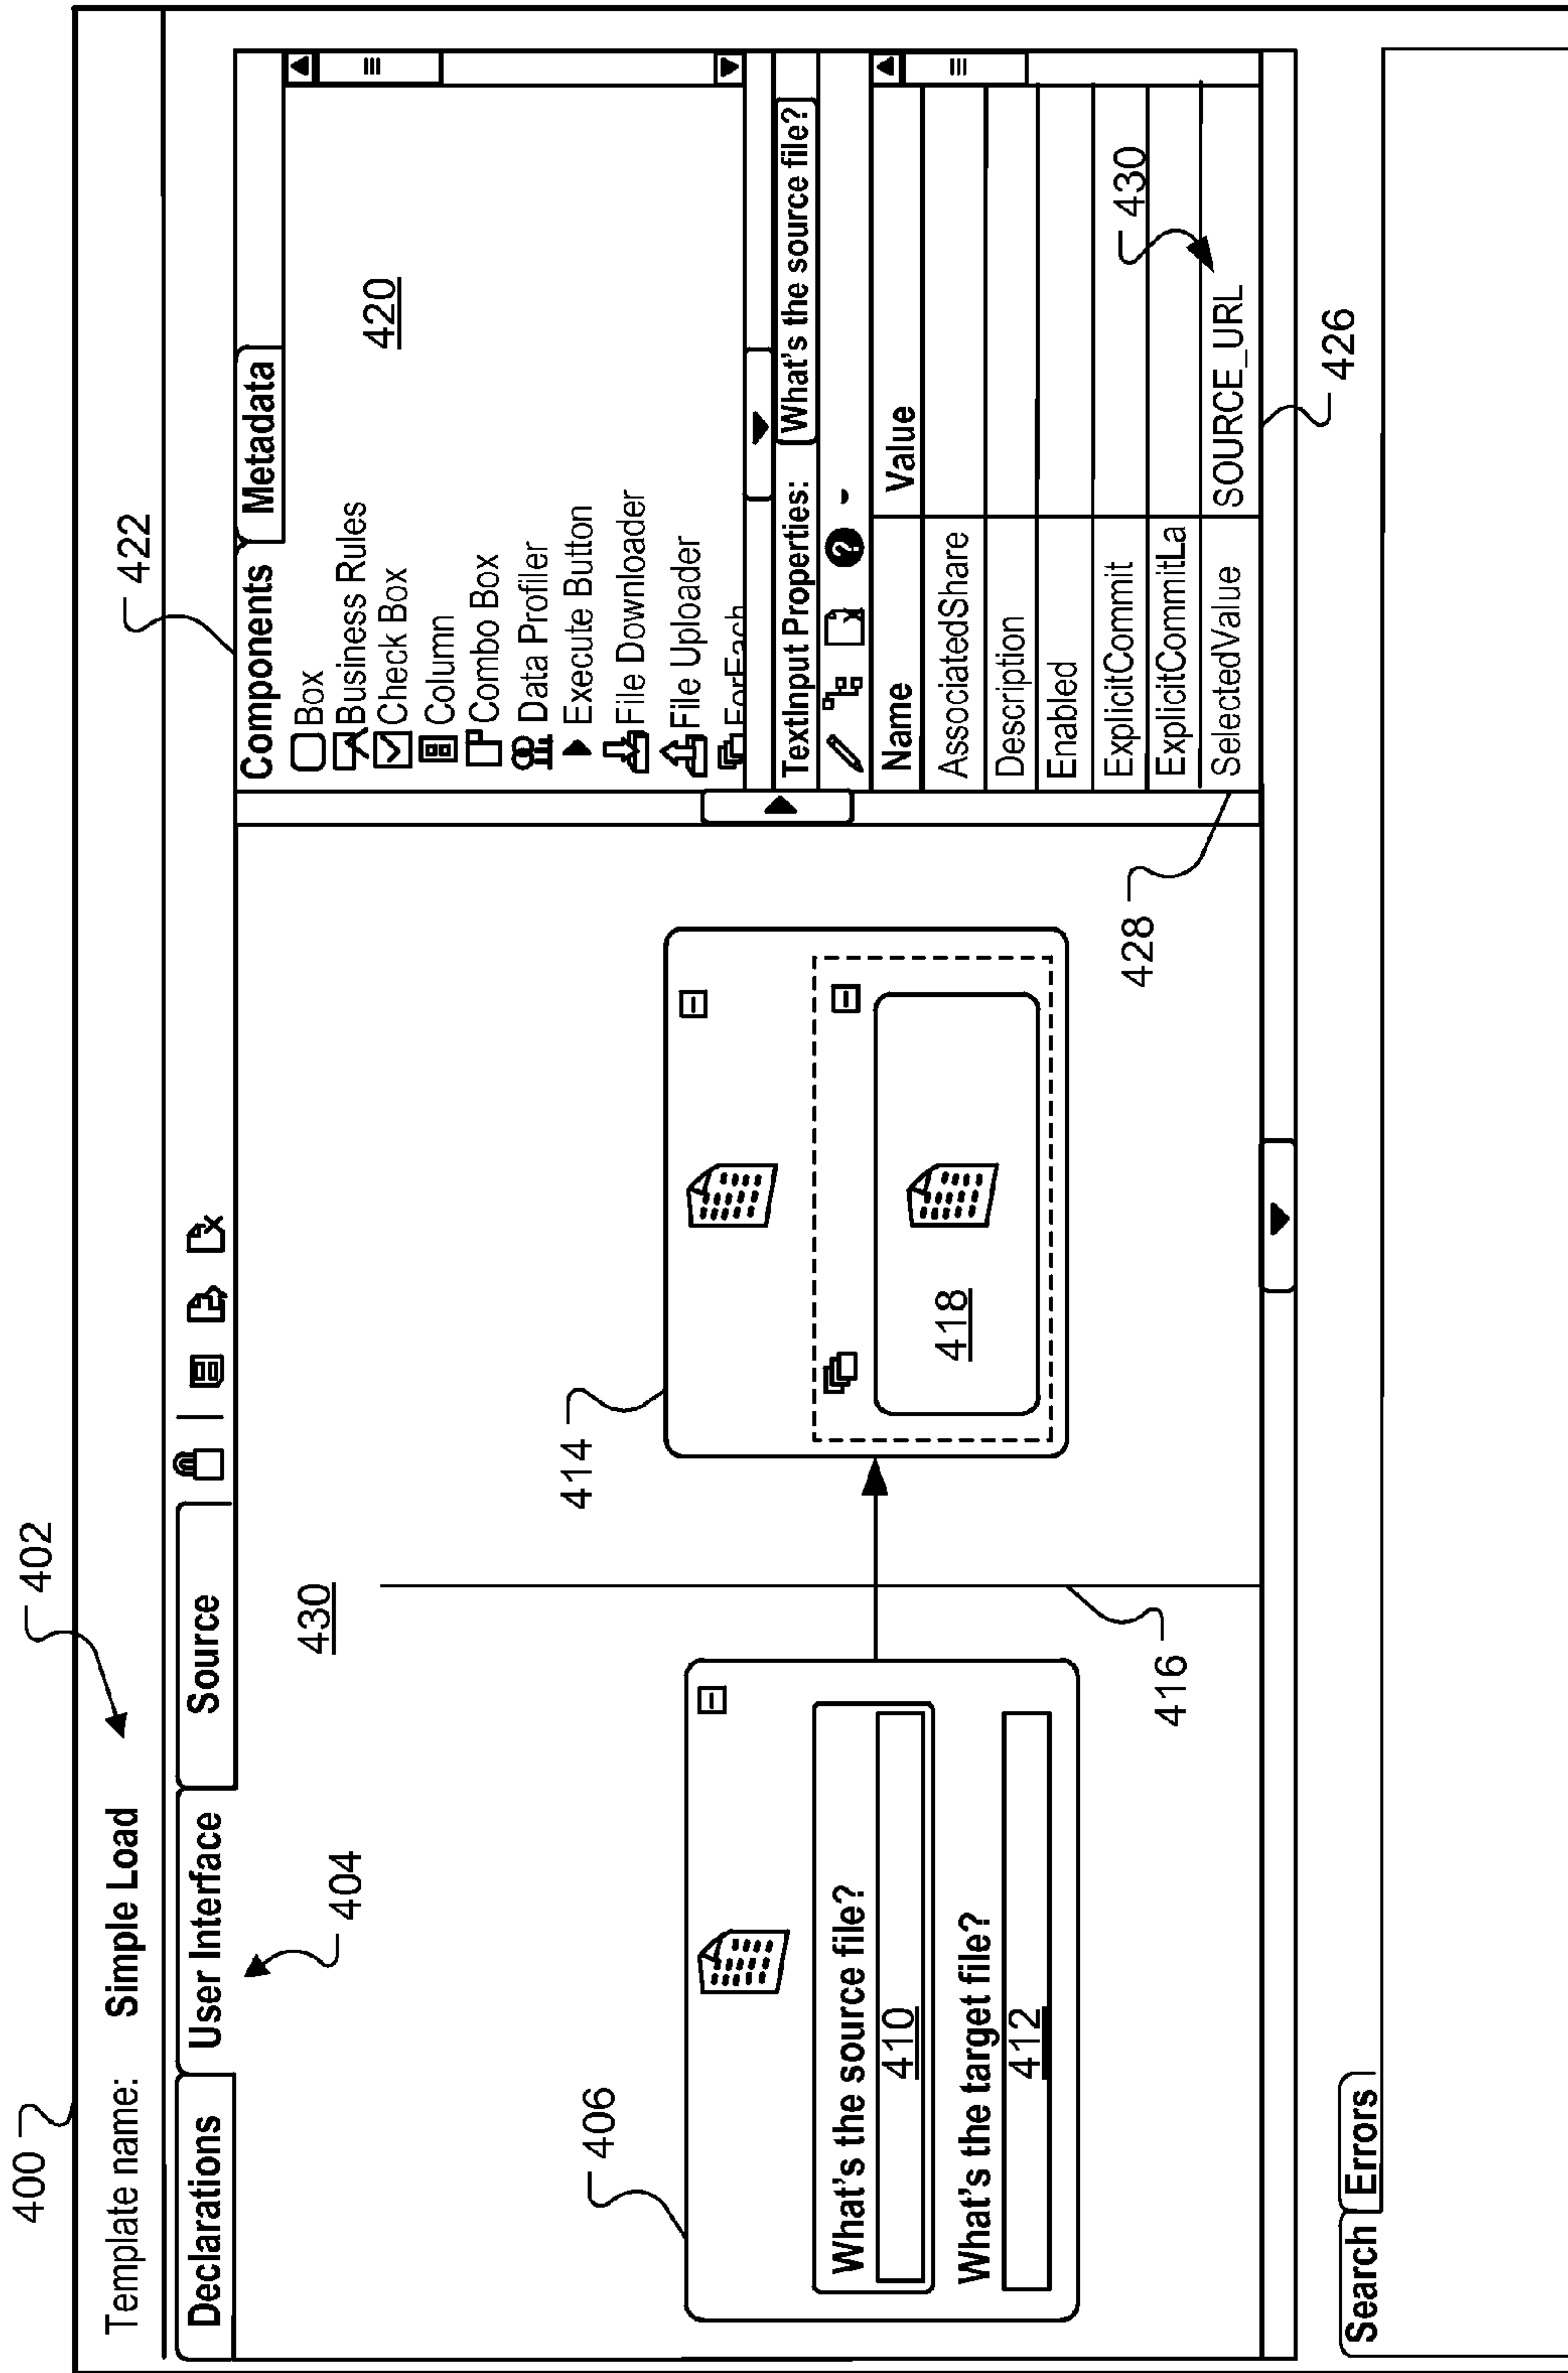 400
402
Template name: Simple Load
Declarations
User Interface
Source
404
430
422
Components
Metadata
Box
Business Rules
Check Box
Column
Combo Box
Data Profiler
Execute Button
File Downloader
File Uploader
ForEach
420
406
What's the source file?
410
What's the target file?
412
414
418
416
TextInput Properties: What's the source file?
?
Name Value
AssociatedShare
Description
Enabled
ExplicitCommit
ExplicitCommitLa
SelectedValue SOURCE_URL
430
428
426
Search
Errors